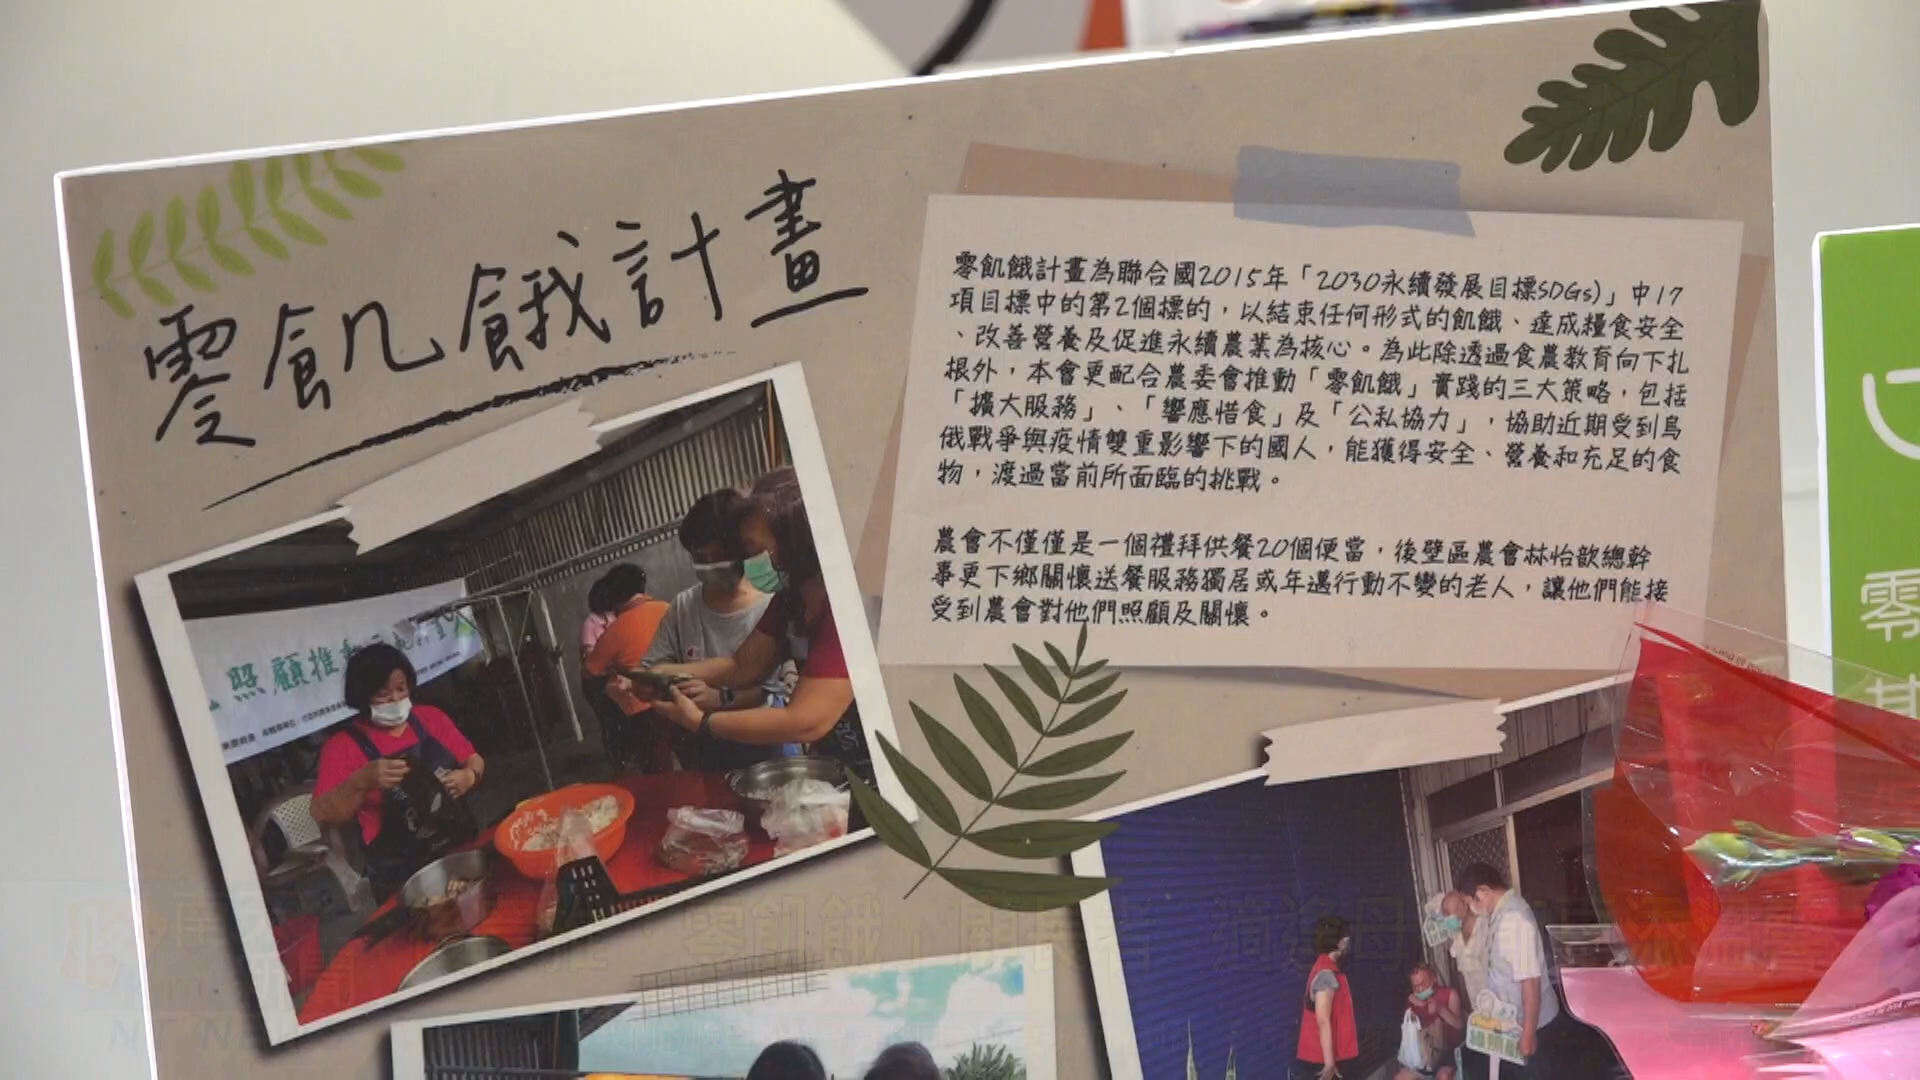 零飢餓計畫
零飢餓計畫為聯合國2015年「2030永續發展目標SDGs)」中17
項目標中的第2個標的，以結束任何形式的飢餓、達成糧食安全
、改善營養及促進永續農業為核心。為此除透過食農教育向下扎
根外，本會更配合農委會推動「零飢餓」實踐的三大策略，包括
「擴大服務」、「響應惜食」及「公私協力」，協助近期受到烏
俄戰爭與疫情雙重影響下的國人，能獲得安全、營養和充足的食
物，渡過當前所面臨的挑戰。
農會不僅僅是一個禮拜供餐20個便當，後壁區農會林怡歆總幹
事更下鄉關懷送餐服務獨居或年邁行動不變的老人，讓他們能接
受到農會對他們照顧及關懷。
照顧推
零